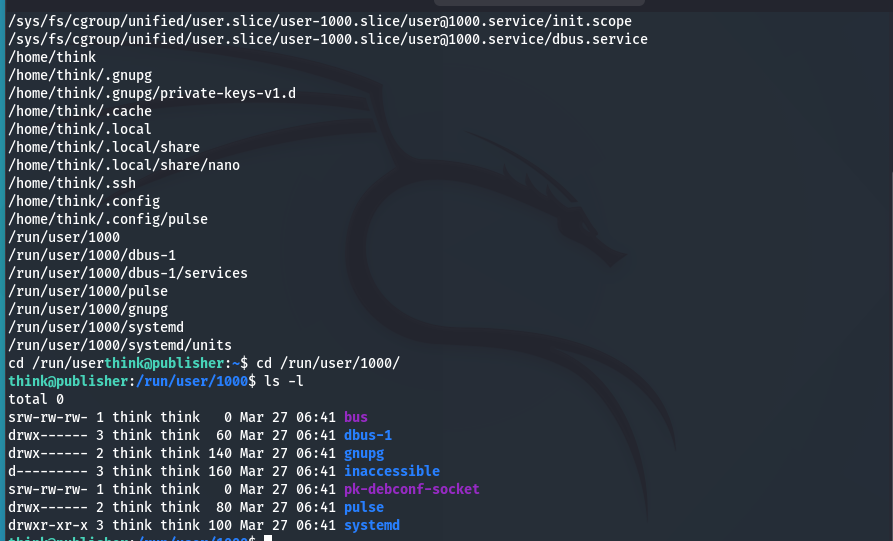 /sys/fs/cgroup/unified/user.slice/user-1000.slice/user@1000.service/init.scope
/sys/fs/cgroup/unified/user.slice/user-1000.slice/user@1000.service/dbus.service
/home/think
/home/think/.gnupg
/home/think/.gnupg/private-keys-v1.d
/home/think/.cache
/home/think/.local
/home/think/.local/share
/home/think/.local/share/nano
/home/think/.ssh
/home/think/.config
/home/think/.config/pulse
/run/user/1000
/run/user/1000/dbus-1
/run/user/1000/dbus-1/services
/run/user/1000/pulse
/run/user/1000/gnupg
/run/user/1000/systemd
/run/user/1000/systemd/units
cd /run/userthink@publisher:~$ cd /run/user/1000/
think@publisher:/run/user/1000$ ls -l
total 0
srw-rw-rw- 1 think think   0 Mar 27 06:41 bus
drwx------ 3 think think  60 Mar 27 06:41 dbus-1
drwx------ 2 think think 140 Mar 27 06:41 gnupg
d--------- 3 think think 160 Mar 27 06:41 inaccessible
srw-rw-rw- 1 think think   0 Mar 27 06:41 pk-debconf-socket
drwx------ 2 think think  80 Mar 27 06:41 pulse
drwxr-xr-x 3 think think 100 Mar 27 06:41 systemd
think@publisher:/run/user/1000$